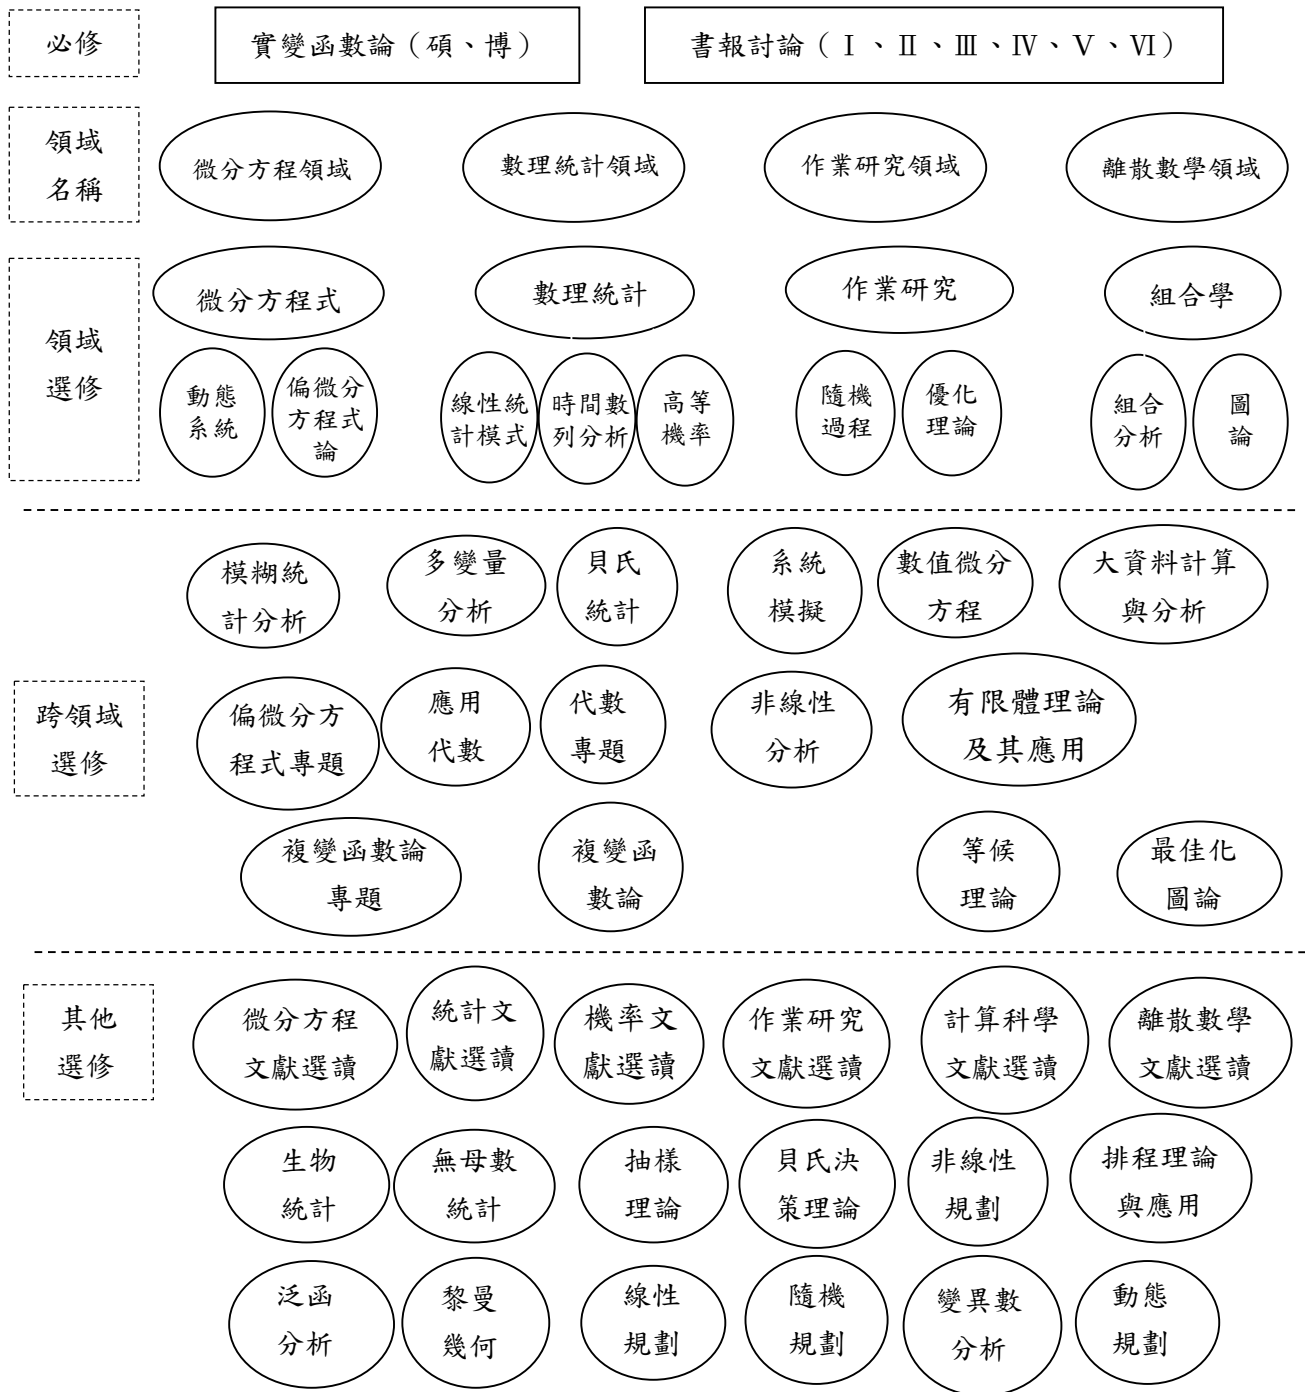 必修
實變函數論（碩、博）
書報討論（Ⅰ、Ⅱ、Ⅲ、Ⅳ、Ⅴ、Ⅵ）
領域
名稱
微分方程領域
數理統計領域
作業研究領域
離散數學領域
領域
選修
微分方程式
數理統計
作業研究
組合學
動態
系統
偏微分
方程式
論
線性統
計模式
時間數
列分析
高等
機率
隨機
過程
優化
理論
組合
分析
圖
論
跨領域
選修
模糊統
計分析
多變量
分析
貝氏
統計
系統
模擬
數值微分
方程
大資料計算
與分析
偏微分方
程式專題
應用
代數
代數
專題
非線性
分析
有限體理論
及其應用
複變函數論
專題
複變函
數論
等候
理論
最佳化
圖論
其他
選修
微分方程
文獻選讀
統計文
獻選讀
機率文
獻選讀
作業研究
文獻選讀
計算科學
文獻選讀
離散數學
文獻選讀
生物
統計
無母數
統計
抽樣
理論
貝氏決
策理論
非線性
規劃
排程理論
與應用
泛函
分析
黎曼
幾何
線性
規劃
隨機
規劃
變異數
分析
動態
規劃